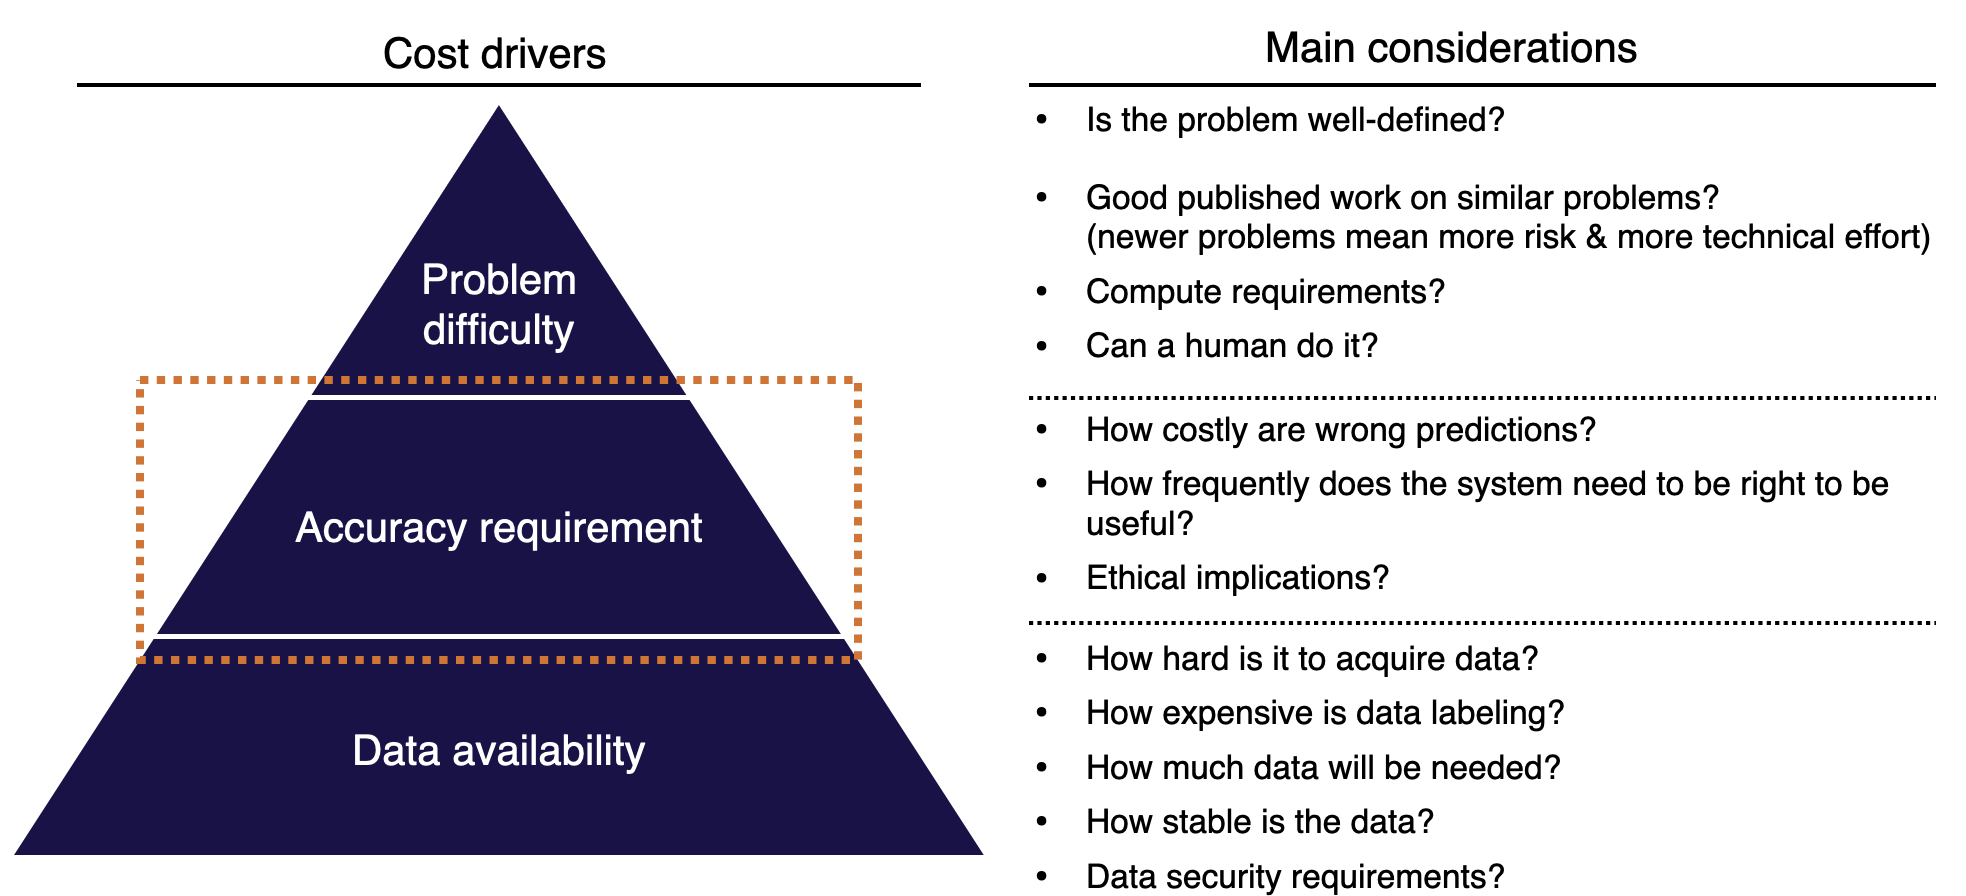 Cost drivers
Problem
difficulty
Accuracy requirement
Data availability
Main considerations
• Is the problem well-defined?
• Good published work on similar problems?
(newer problems mean more risk & more technical effort)
• Compute requirements?
• Can a human do it?
• How costly are wrong predictions?
• How frequently does the system need to be right to be
useful?
• Ethical implications?
• How hard is it to acquire data?
• How expensive is data labeling?
• How much data will be needed?
• How stable is the data?
• Data security requirements?